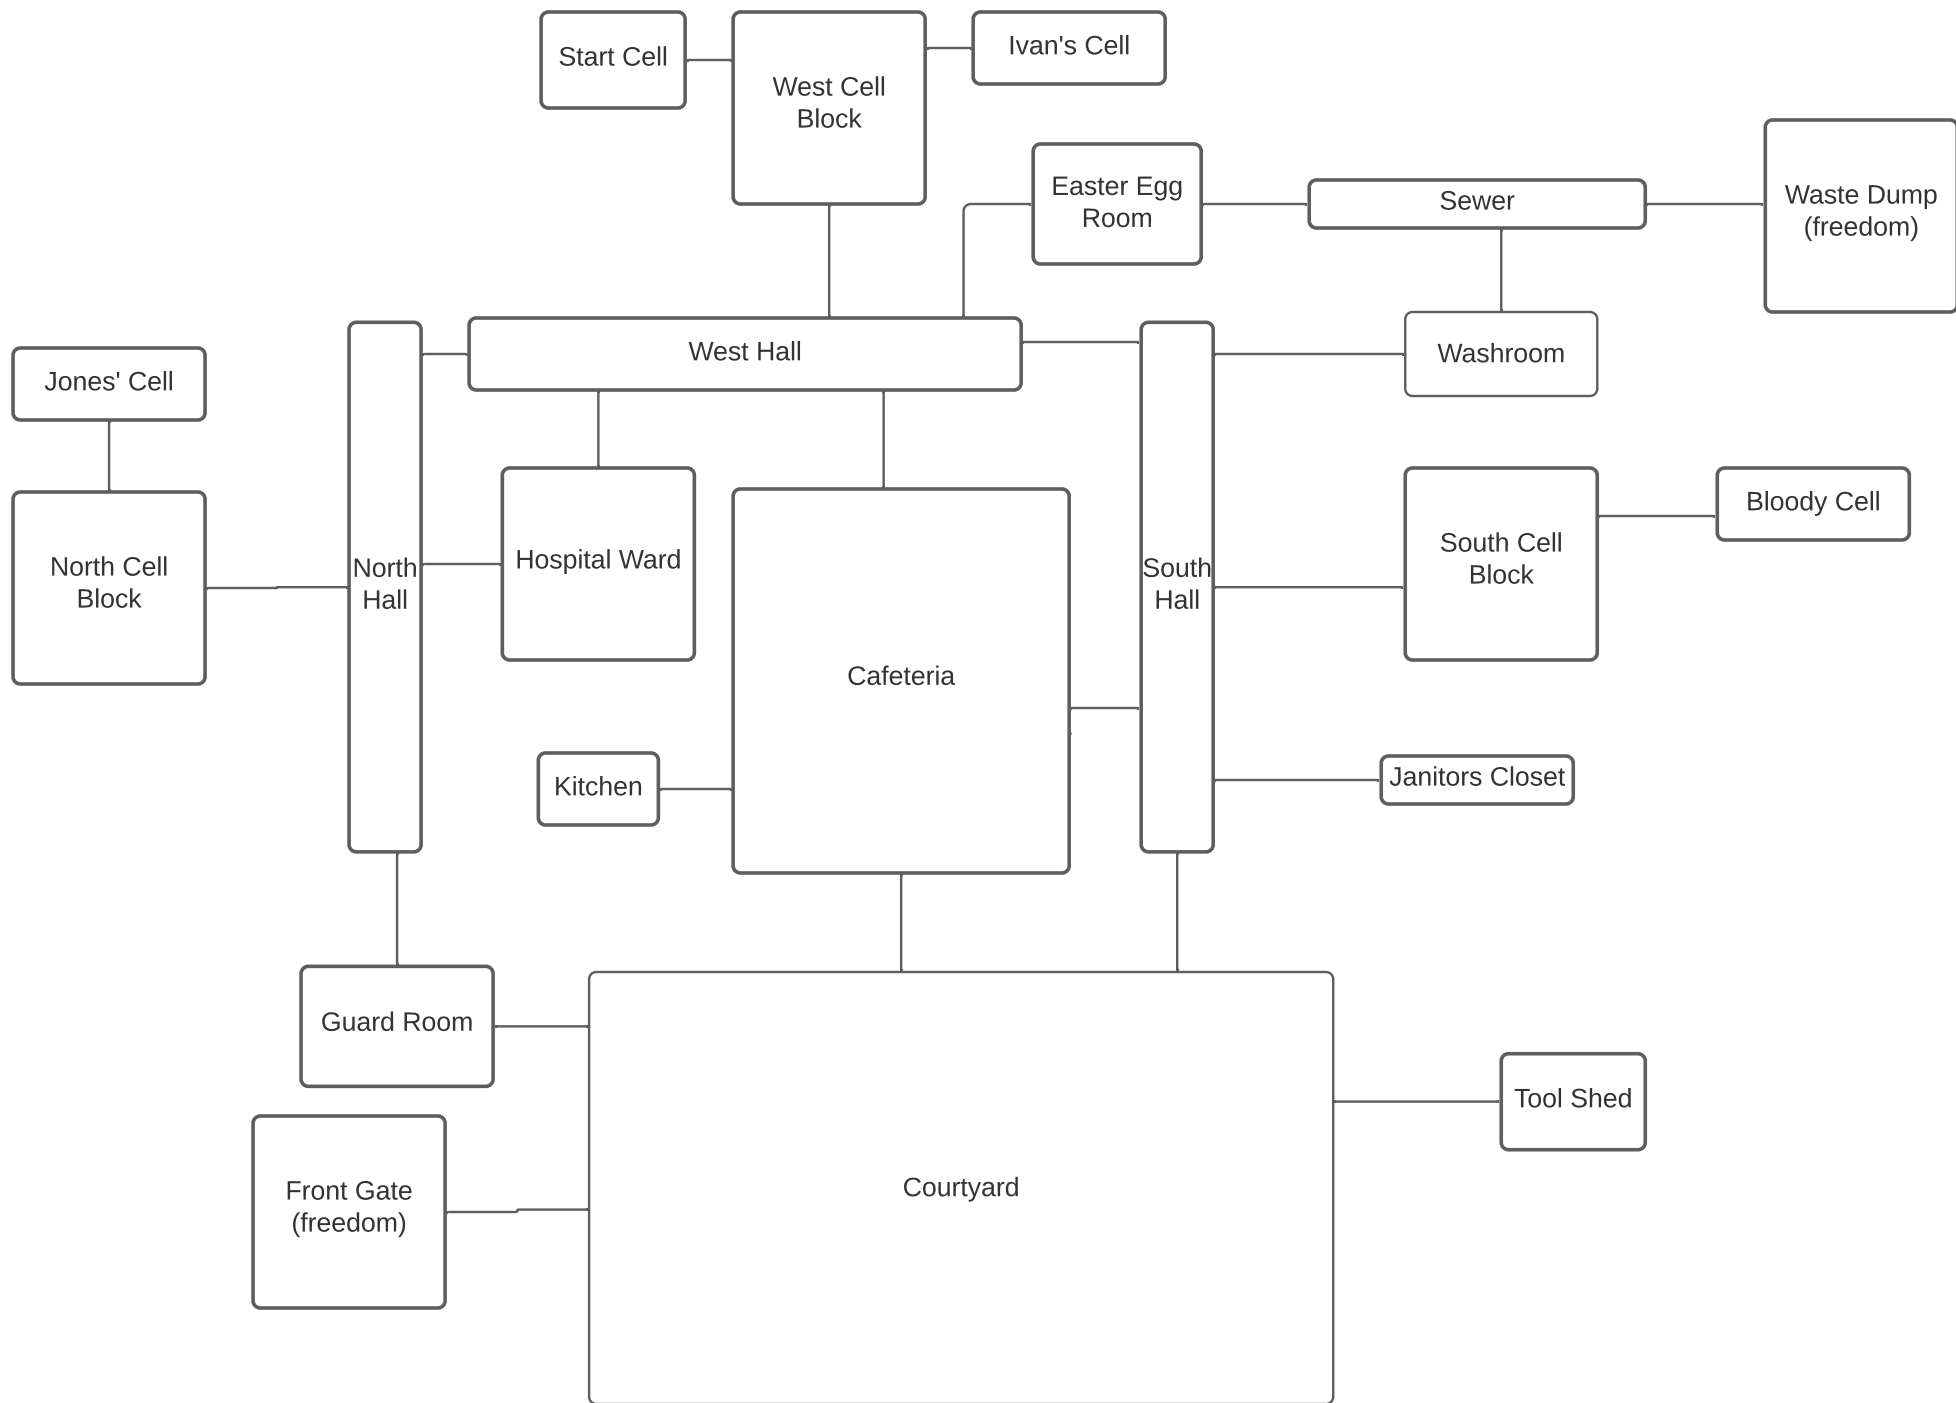 Start Cell
West Cell
Block
Ivan's Cell
Easter Egg
Room
Sewer
Waste Dump
(freedom)
West Hall
Washroom
Jones' Cell
North Cell
Block
North
Hall
Hospital Ward
Cafeteria
South
Hall
South Cell
Block
Bloody Cell
Kitchen
Janitors Closet
Guard Room
Tool Shed
Front Gate
(freedom)
Courtyard